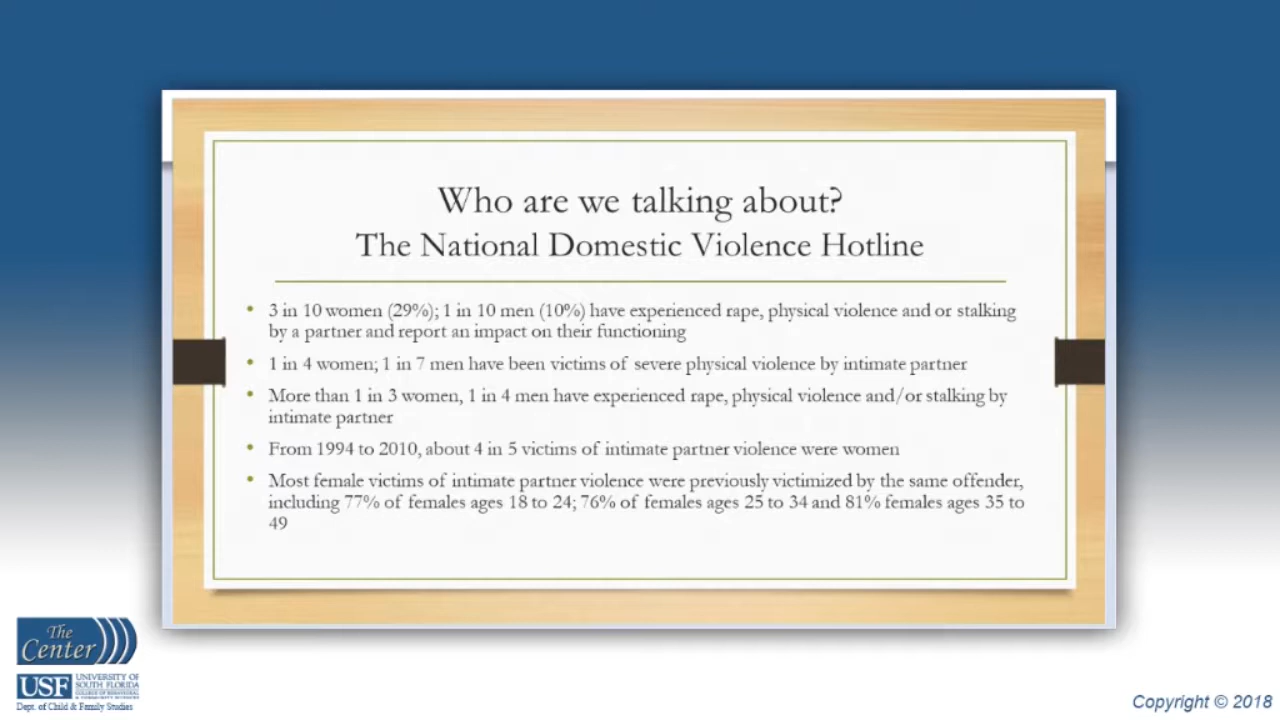 Who are we talking about?
The National Domestic Violence Hotline
• 3 in 10 women (29%); 1 in 10 men (10%) have experienced rape, physical violence and or stalking
by a partner and report an impact on their functioning
• 1 in 4 women; 1 in 7 men have been victims of severe physical violence by intimate partner
• More than 1 in 3 women, 1 in 4 men have experienced rape, physical violence and/or stalking by
intimate partner
• From 1994 to 2010, about 4 in 5 victims of intimate partner violence were women
• Most female victims of intimate partner violence were previously victimized by the same offender,
including 77% of females ages 18 to 24; 76% of females ages 25 to 34 and 81% females ages 35 to
49
The
Center
USF
UNIVERSITY OF
SOUTH FLORIDA
COLLEGE OF BEHAVIORAL
& COMMUNITY SCIENCES
Dept. of Child & Family Studies
Copyright © 2018